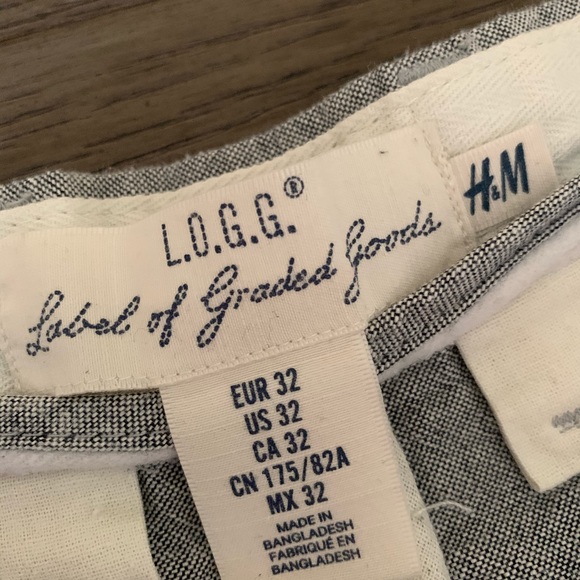 L.O.G.G.®
Label of Graded Goods
H&M
EUR 32
US 32
CA 32
CN 175/82A
MX 32
MADE IN
BANGLADESH
FABRIQUÉ EN
BANGLADESH